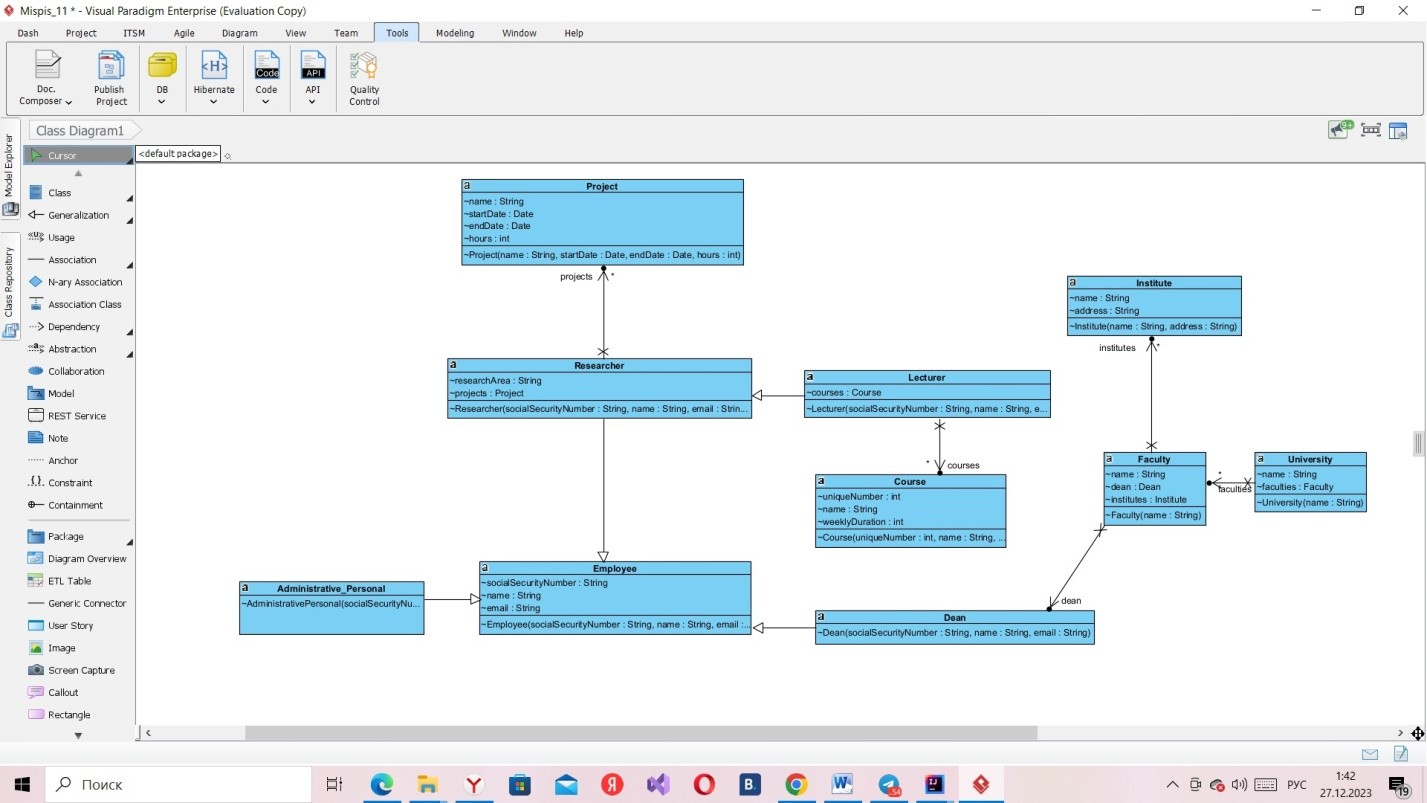 Mispis_11 * - Visual Paradigm Enterprise (Evaluation Copy)
Dash Project ITSM Agile Diagram View Team Tools Modeling Window Help
Doc. Composer
Publish Project
DB
Hibernate
Code
Code
API
API
Quality Control
Class Diagram1
9+
Model Explorer
Class Repository
Cursor
<default package>
Class
Generalization
«U» Usage
Association
N-ary Association
Association Class
Dependency
«a» Abstraction
Collaboration
Model
REST Service
Note
Anchor
{} Constraint
Containment
Package
Diagram Overview
ETL Table
Generic Connector
User Story
Image
Screen Capture
Callout
Rectangle
a Project
~name : String
~startDate : Date
~endDate : Date
~hours : int
~Project(name : String, startDate : Date, endDate : Date, hours : int)
projects *
a Researcher
~researchArea : String
~projects : Project
~Researcher(socialSecurityNumber : String, name : String, email : Strin...
a Lecturer
~courses : Course
~Lecturer(socialSecurityNumber : String, name : String, e...
* courses
a Course
~uniqueNumber : int
~name : String
~weeklyDuration : int
~Course(uniqueNumber : int, name : String, ...
a Institute
~name : String
~address : String
~Institute(name : String, address : String)
institutes *
a Faculty
~name : String
~dean : Dean
~institutes : Institute
~Faculty(name : String)
*
faculties
a University
~name : String
~faculties : Faculty
~University(name : String)
dean
a Administrative_Personal
~AdministrativePersonal(socialSecurityNu...
a Employee
~socialSecurityNumber : String
~name : String
~email : String
~Employee(socialSecurityNumber : String, name : String, email :...
a Dean
~Dean(socialSecurityNumber : String, name : String, email : String)
Поиск
54
РУС
1:42
27.12.2023
19